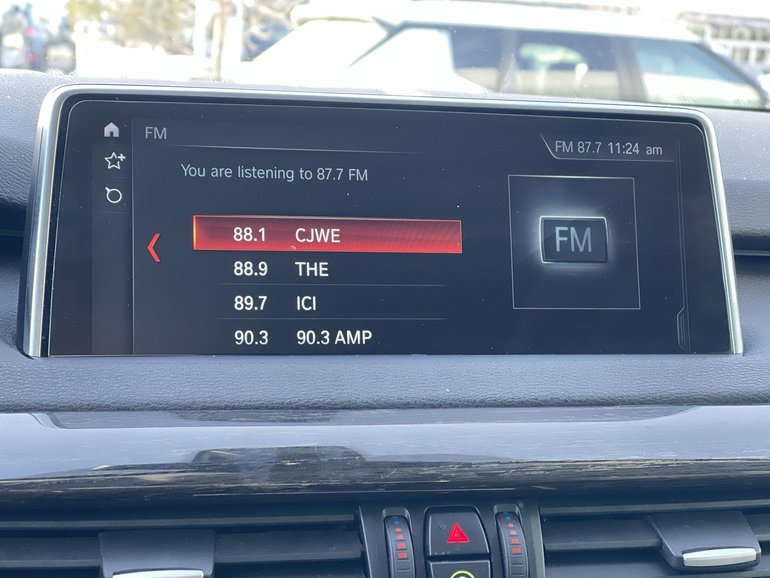 FM
FM 87.7 11:24 am
You are listening to 87.7 FM
FM
88.1 CJWE
88.9 THE
89.7 ICI
90.3 90.3 AMP